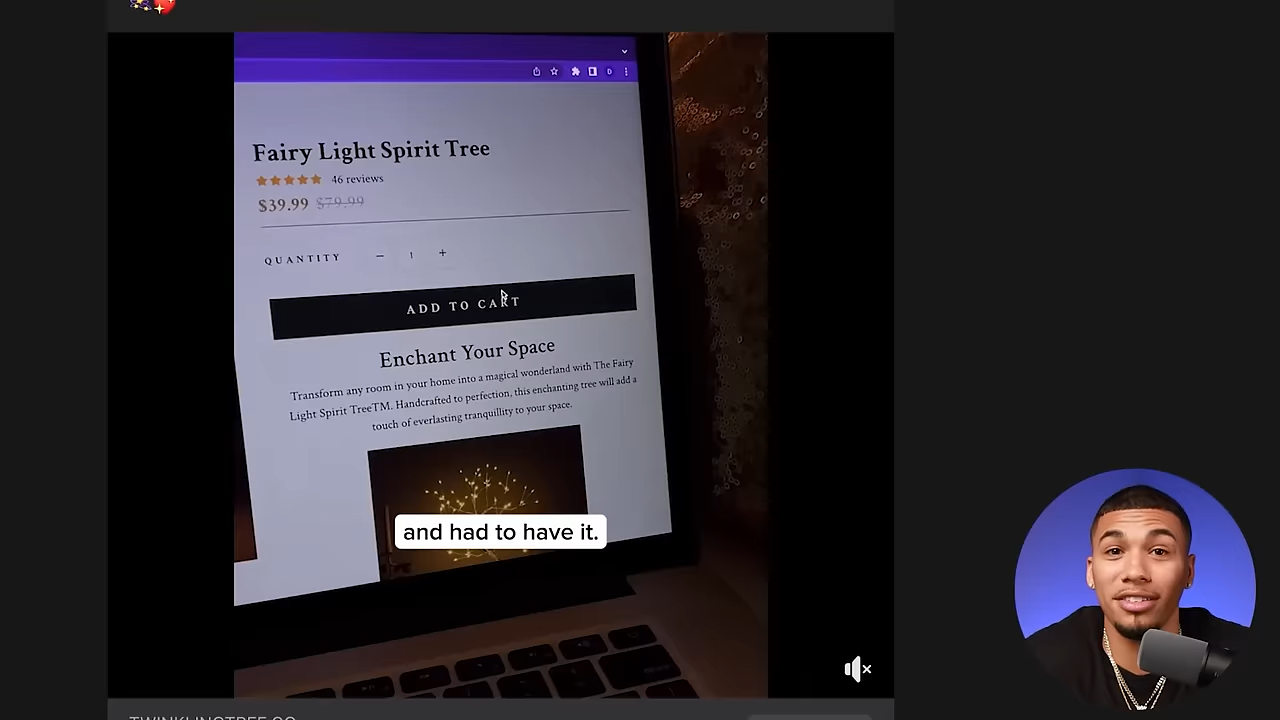 Fairy Light Spirit Tree
46 reviews
$39.99 $79.99
QUANTITY − 1 +
ADD TO CART
Enchant Your Space
Transform any room in your home into a magical wonderland with The Fairy
Light Spirit TreeTM. Handcrafted to perfection, this enchanting tree will add a
touch of everlasting tranquillity to your space.
and had to have it.
TWINKLINGTREE.CO